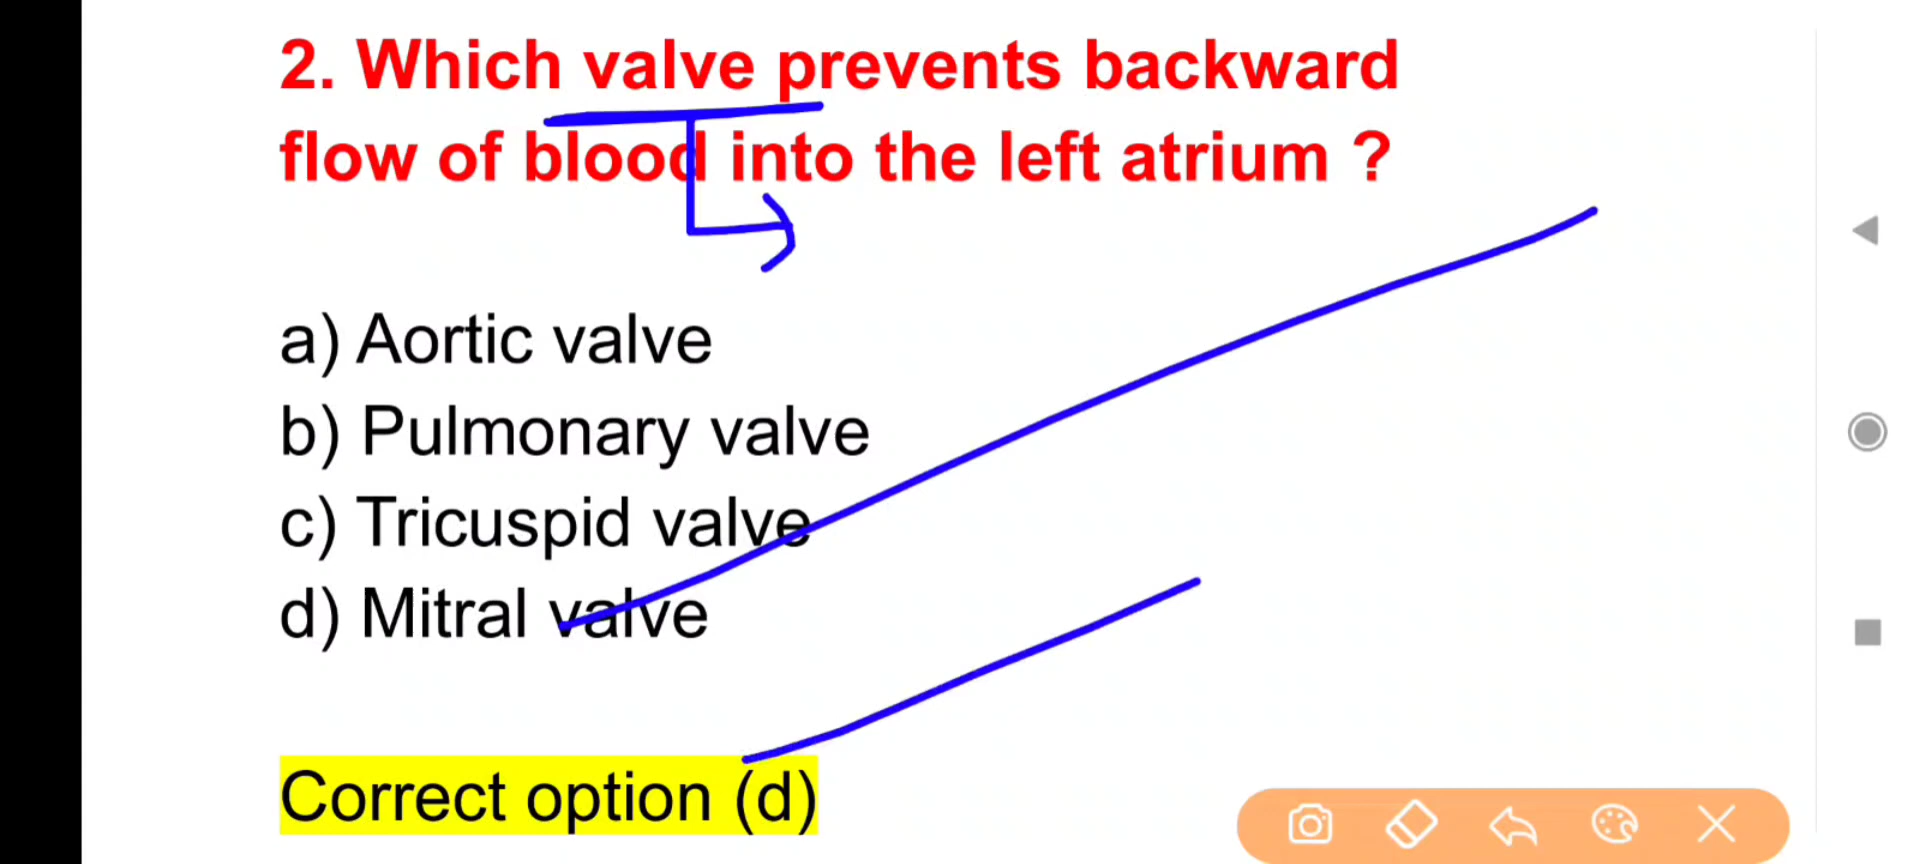 2. Which valve prevents backward
flow of blood into the left atrium ?
a) Aortic valve
b) Pulmonary valve
c) Tricuspid valve
d) Mitral valve
Correct option (d)